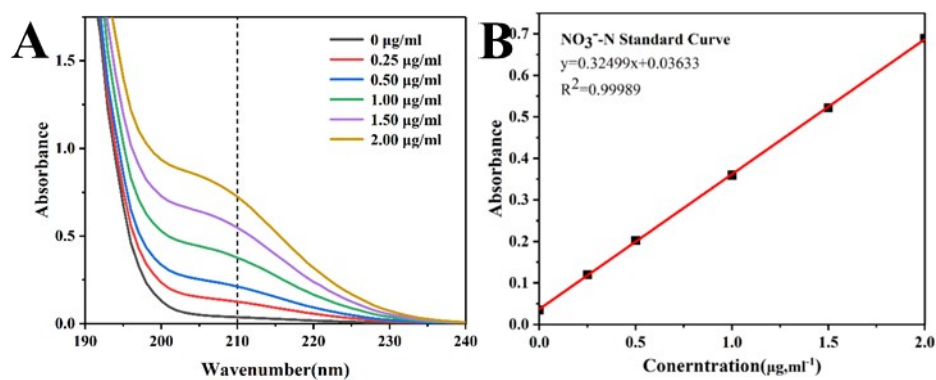 A
Absorbance
1.5
1.0
0.5
0.0
0 μg/ml
0.25 μg/ml
0.50 μg/ml
1.00 μg/ml
1.50 μg/ml
2.00 μg/ml
190 200 210 220 230 240
Wavenumber(nm)
B
Absorbance
0.7
0.6
0.5
0.4
0.3
0.2
0.1
0.0
NO₃⁻-N Standard Curve
y=0.32499x+0.03633
R²=0.99989
0.0 0.5 1.0 1.5 2.0
Conerntration(μg,ml⁻¹)